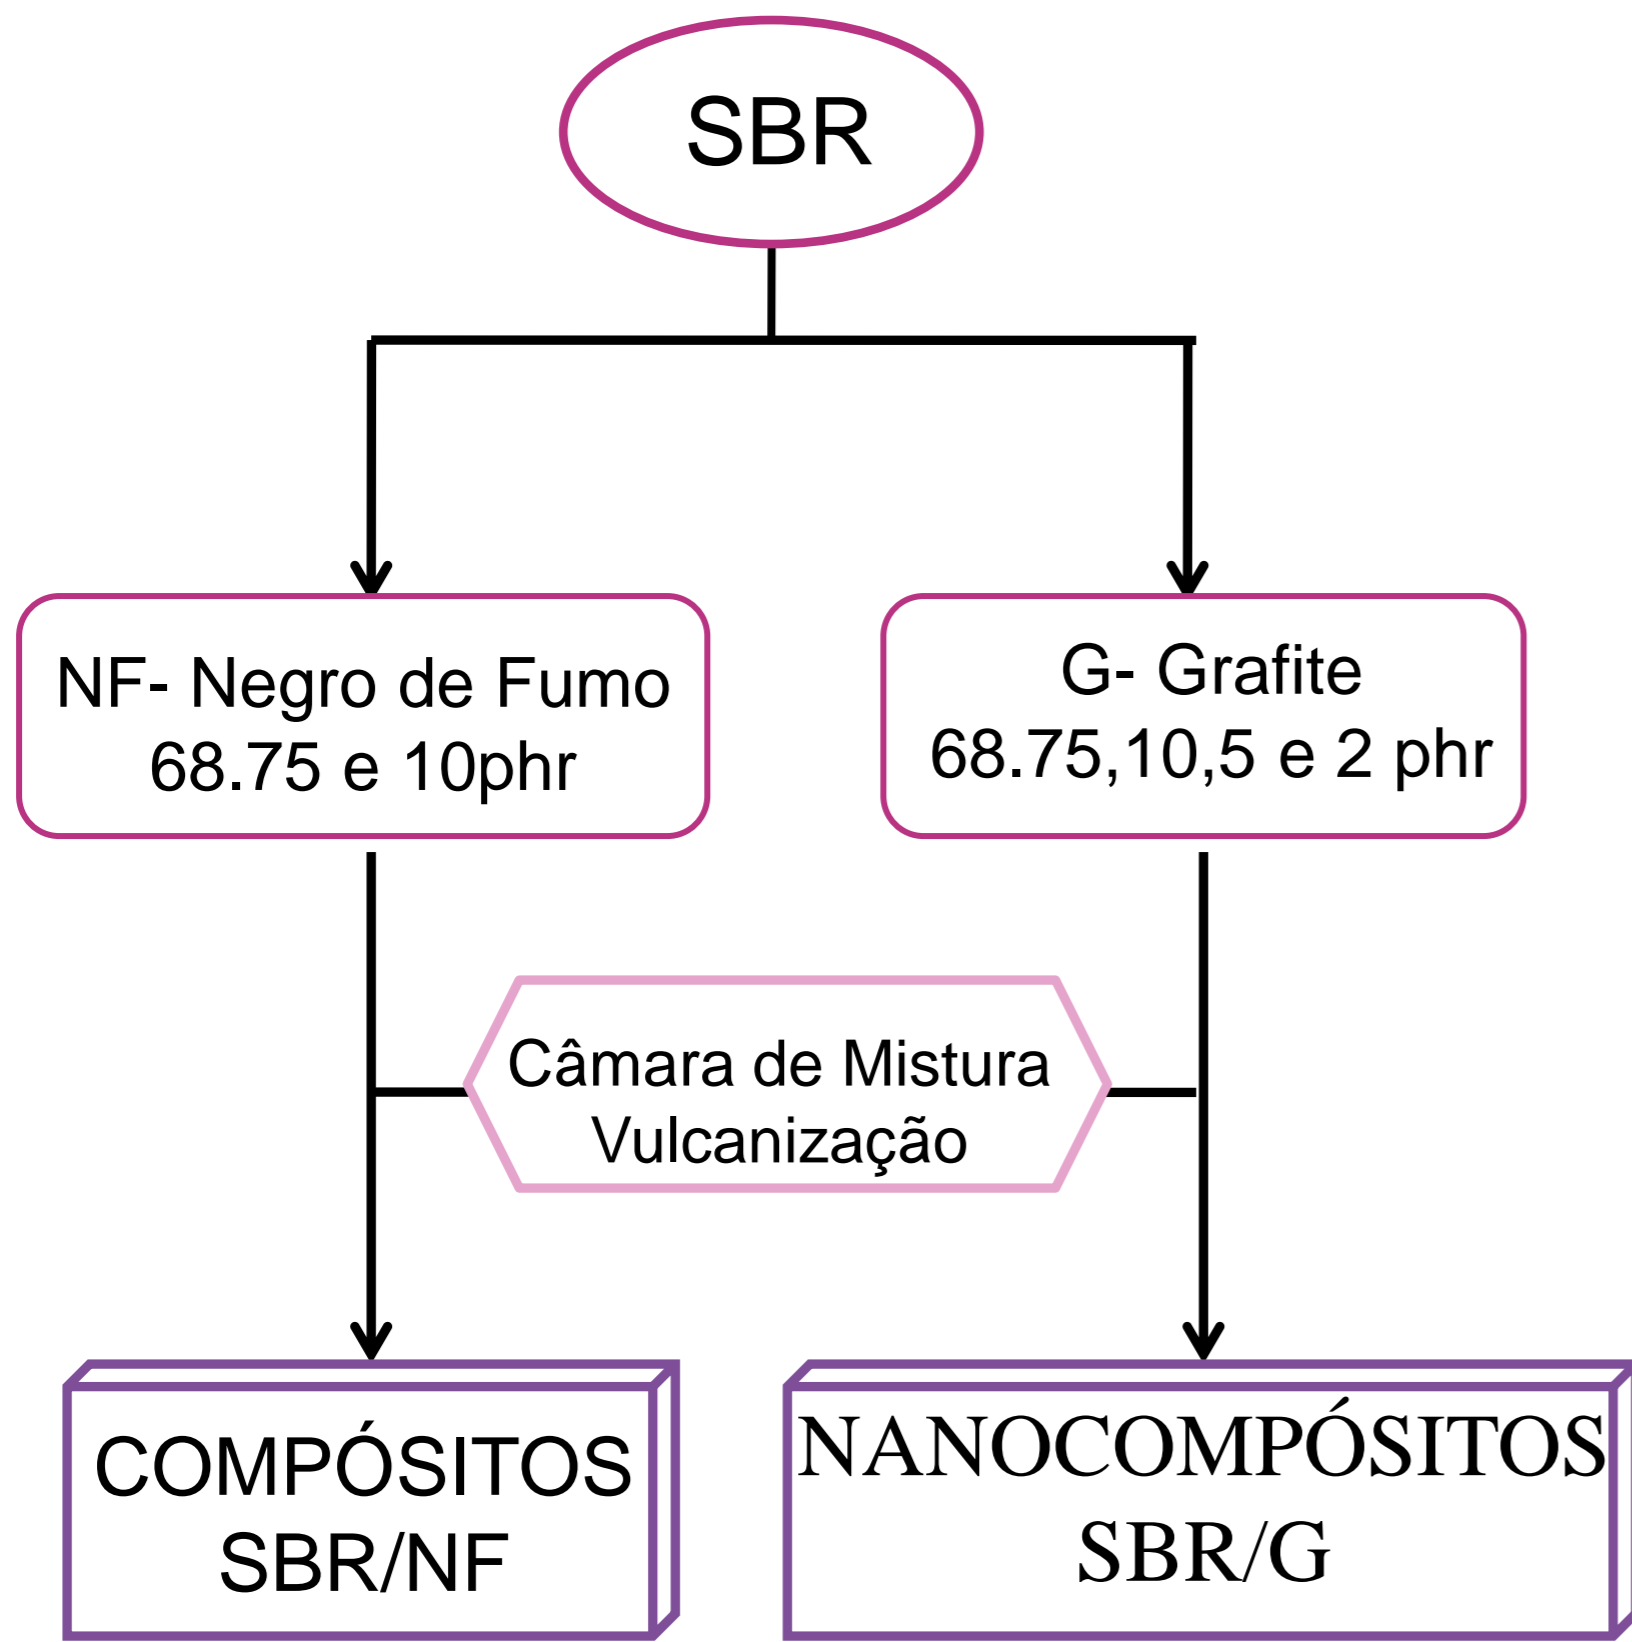 SBR
NF- Negro de Fumo
68.75 e 10phr
G- Grafite
68.75,10,5 e 2 phr
Câmara de Mistura
Vulcanização
COMPÓSITOS
SBR/NF
NANOCOMPÓSITOS
SBR/G